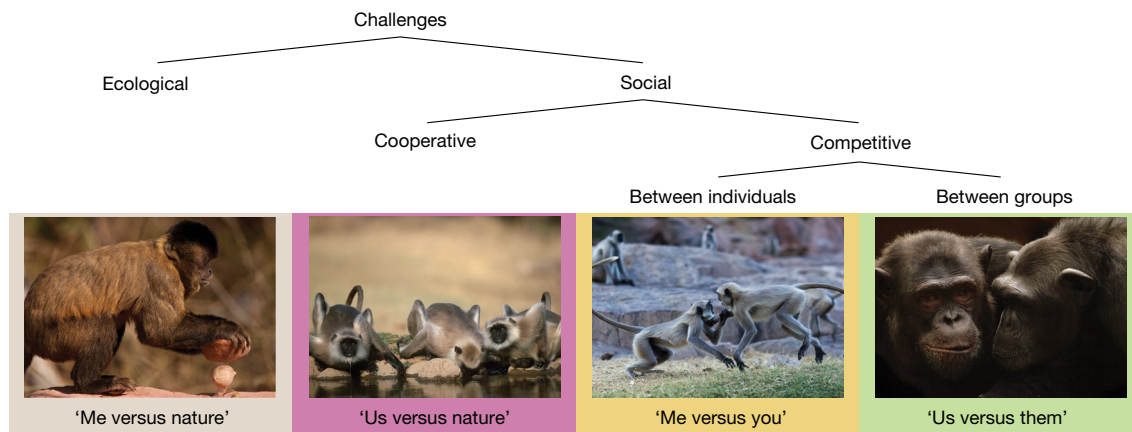 Challenges
Ecological
Social
Cooperative
Competitive
Between individuals
Between groups
‘Me versus nature’
‘Us versus nature’
‘Me versus you’
‘Us versus them’